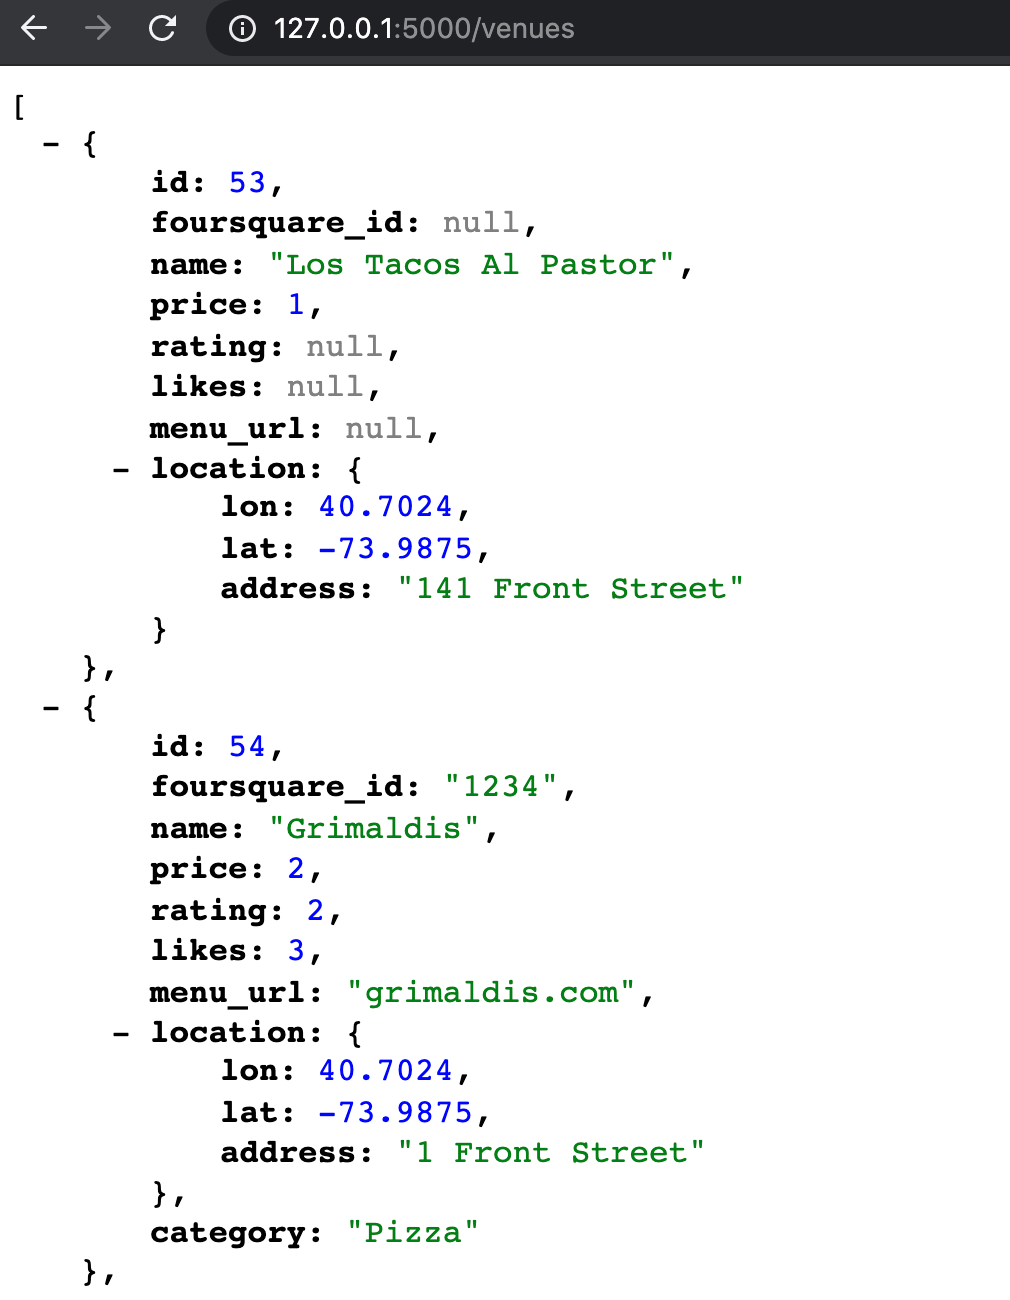 127.0.0.1:5000/venues
[
- {
id: 53,
foursquare_id: null,
name: "Los Tacos Al Pastor",
price: 1,
rating: null,
likes: null,
menu_url: null,
- location: {
lon: 40.7024,
lat: -73.9875,
address: "141 Front Street"
}
},
- {
id: 54,
foursquare_id: "1234",
name: "Grimaldis",
price: 2,
rating: 2,
likes: 3,
menu_url: "grimaldis.com",
- location: {
lon: 40.7024,
lat: -73.9875,
address: "1 Front Street"
},
category: "Pizza"
},